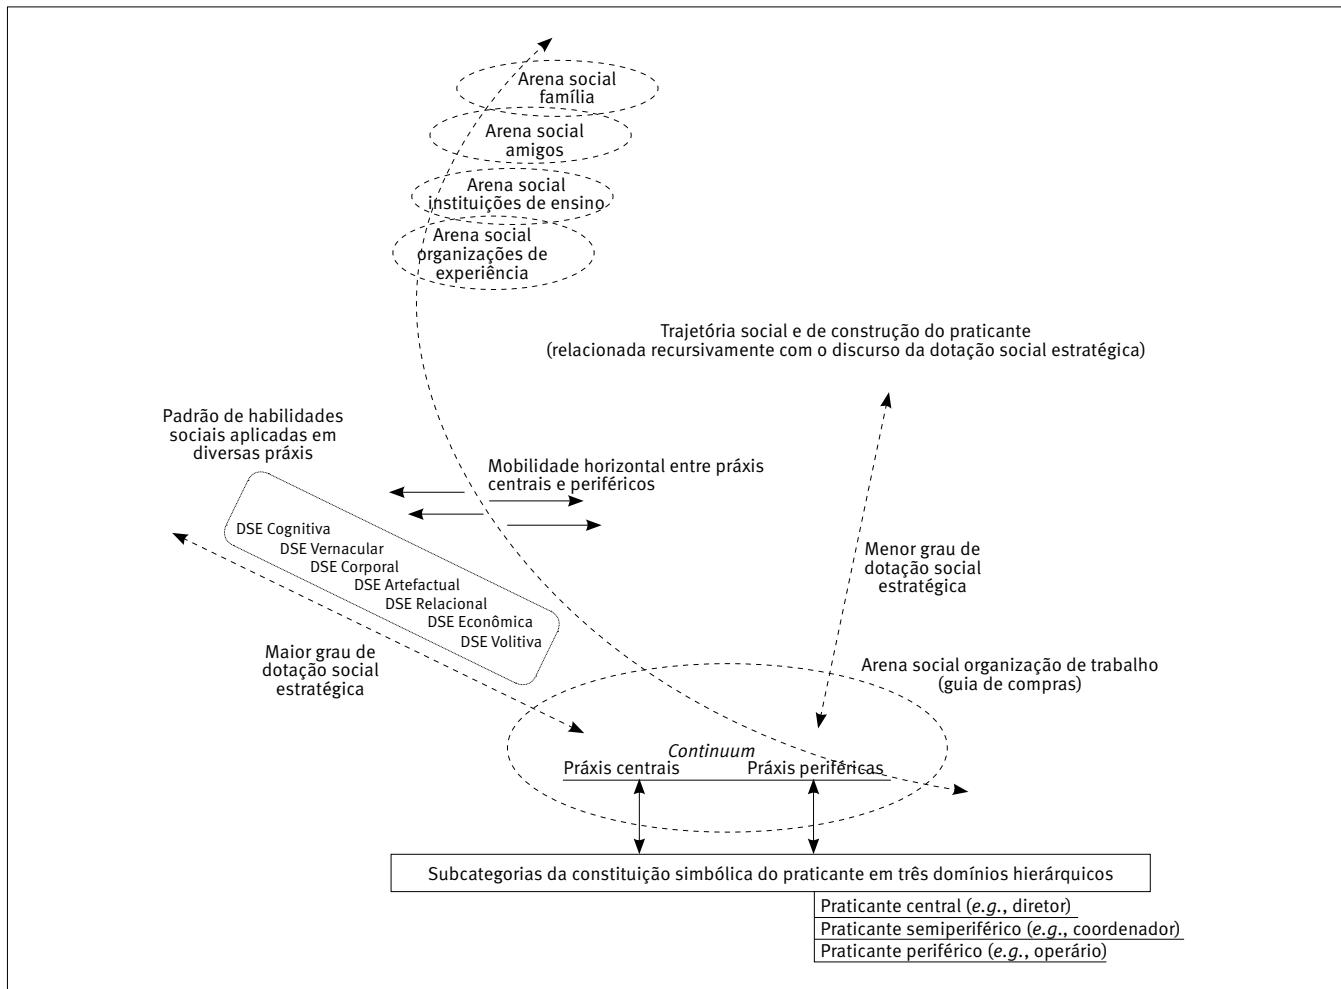 Arena social
família
Arena social
amigos
Arena social
instituições de ensino
Arena social
organizações de
experiência
Trajetória social e de construção do praticante
(relacionada recursivamente com o discurso da dotação social estratégica)
Padrão de habilidades
sociais aplicadas em
diversas práxis
Mobilidade horizontal entre práxis
centrais e periféricos
DSE Cognitiva
DSE Vernacular
DSE Corporal
DSE Artefactual
DSE Relacional
DSE Econômica
DSE Volitiva
Menor grau de
dotação social
estratégica
Maior grau de
dotação social
estratégica
Arena social organização de trabalho
(guia de compras)
Continuum
Práxis centrais Práxis periféricas
Subcategorias da constituição simbólica do praticante em três domínios hierárquicos
Praticante central (e.g., diretor)
Praticante semiperiférico (e.g., coordenador)
Praticante periférico (e.g., operário)